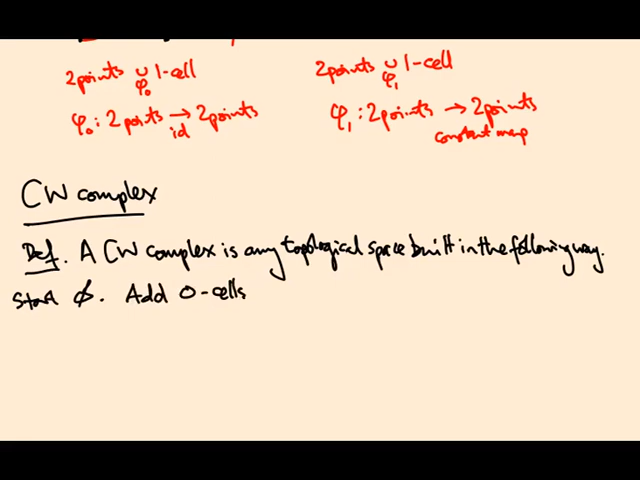 2 points ∪_φ₀ 1-cell
2 points ∪_φ₁ 1-cell
φ₀ : 2 points → 2 points
id
φ₁ : 2 points → 2 points
constant map
CW complex
Def. A CW complex is any topological space built in the following way.
Start ∅. Add 0-cells